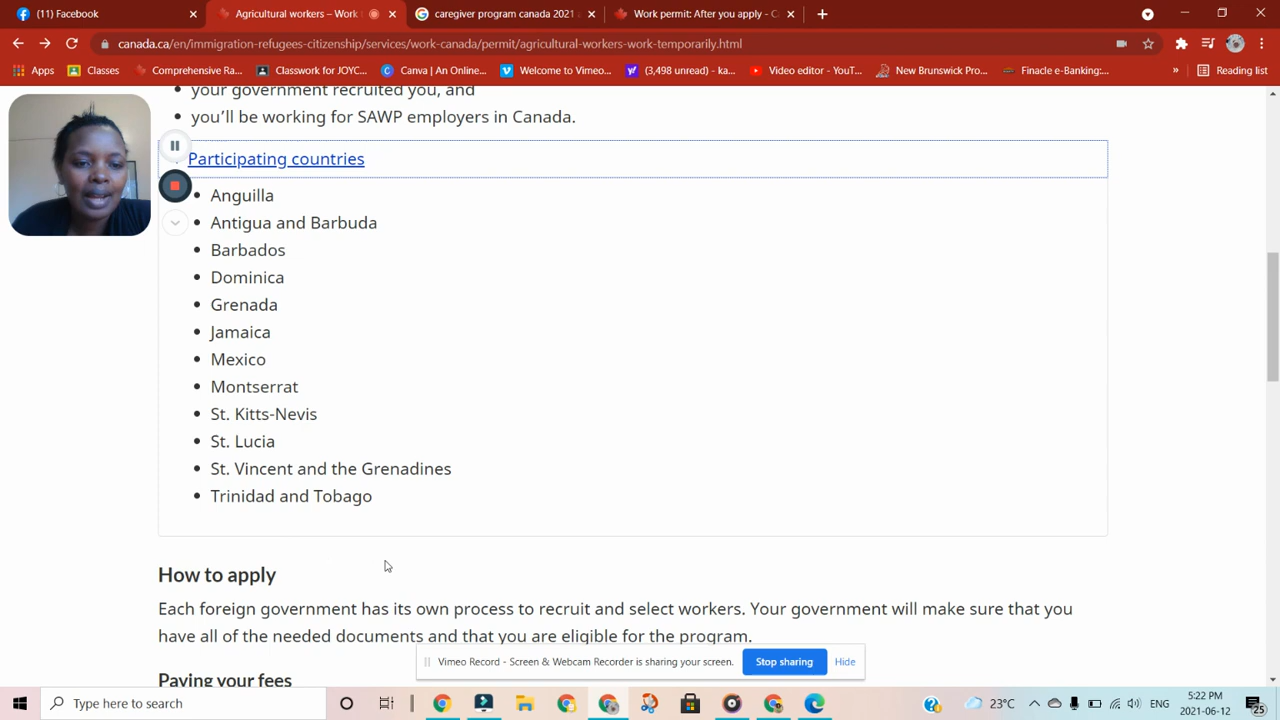 (11) Facebook
Agricultural workers – Work
caregiver program canada 2021
Work permit: After you apply - C
canada.ca/en/immigration-refugees-citizenship/services/work-canada/permit/agricultural-workers-work-temporarily.html
Apps
Classes
Comprehensive Ra...
Classwork for JOYC...
Canva | An Online...
Welcome to Vimeo...
(3,498 unread) - ka...
Video editor - YouT...
New Brunswick Pro...
Finacle e-Banking:...
»
Reading list
your government recruited you, and
you'll be working for SAWP employers in Canada.
Participating countries
Anguilla
Antigua and Barbuda
Barbados
Dominica
Grenada
Jamaica
Mexico
Montserrat
St. Kitts-Nevis
St. Lucia
St. Vincent and the Grenadines
Trinidad and Tobago
How to apply
Each foreign government has its own process to recruit and select workers. Your government will make sure that you
have all of the needed documents and that you are eligible for the program.
Vimeo Record - Screen & Webcam Recorder is sharing your screen.
Stop sharing
Hide
Paying your fees
Type here to search
23°C
ENG
5:22 PM
2021-06-12
25